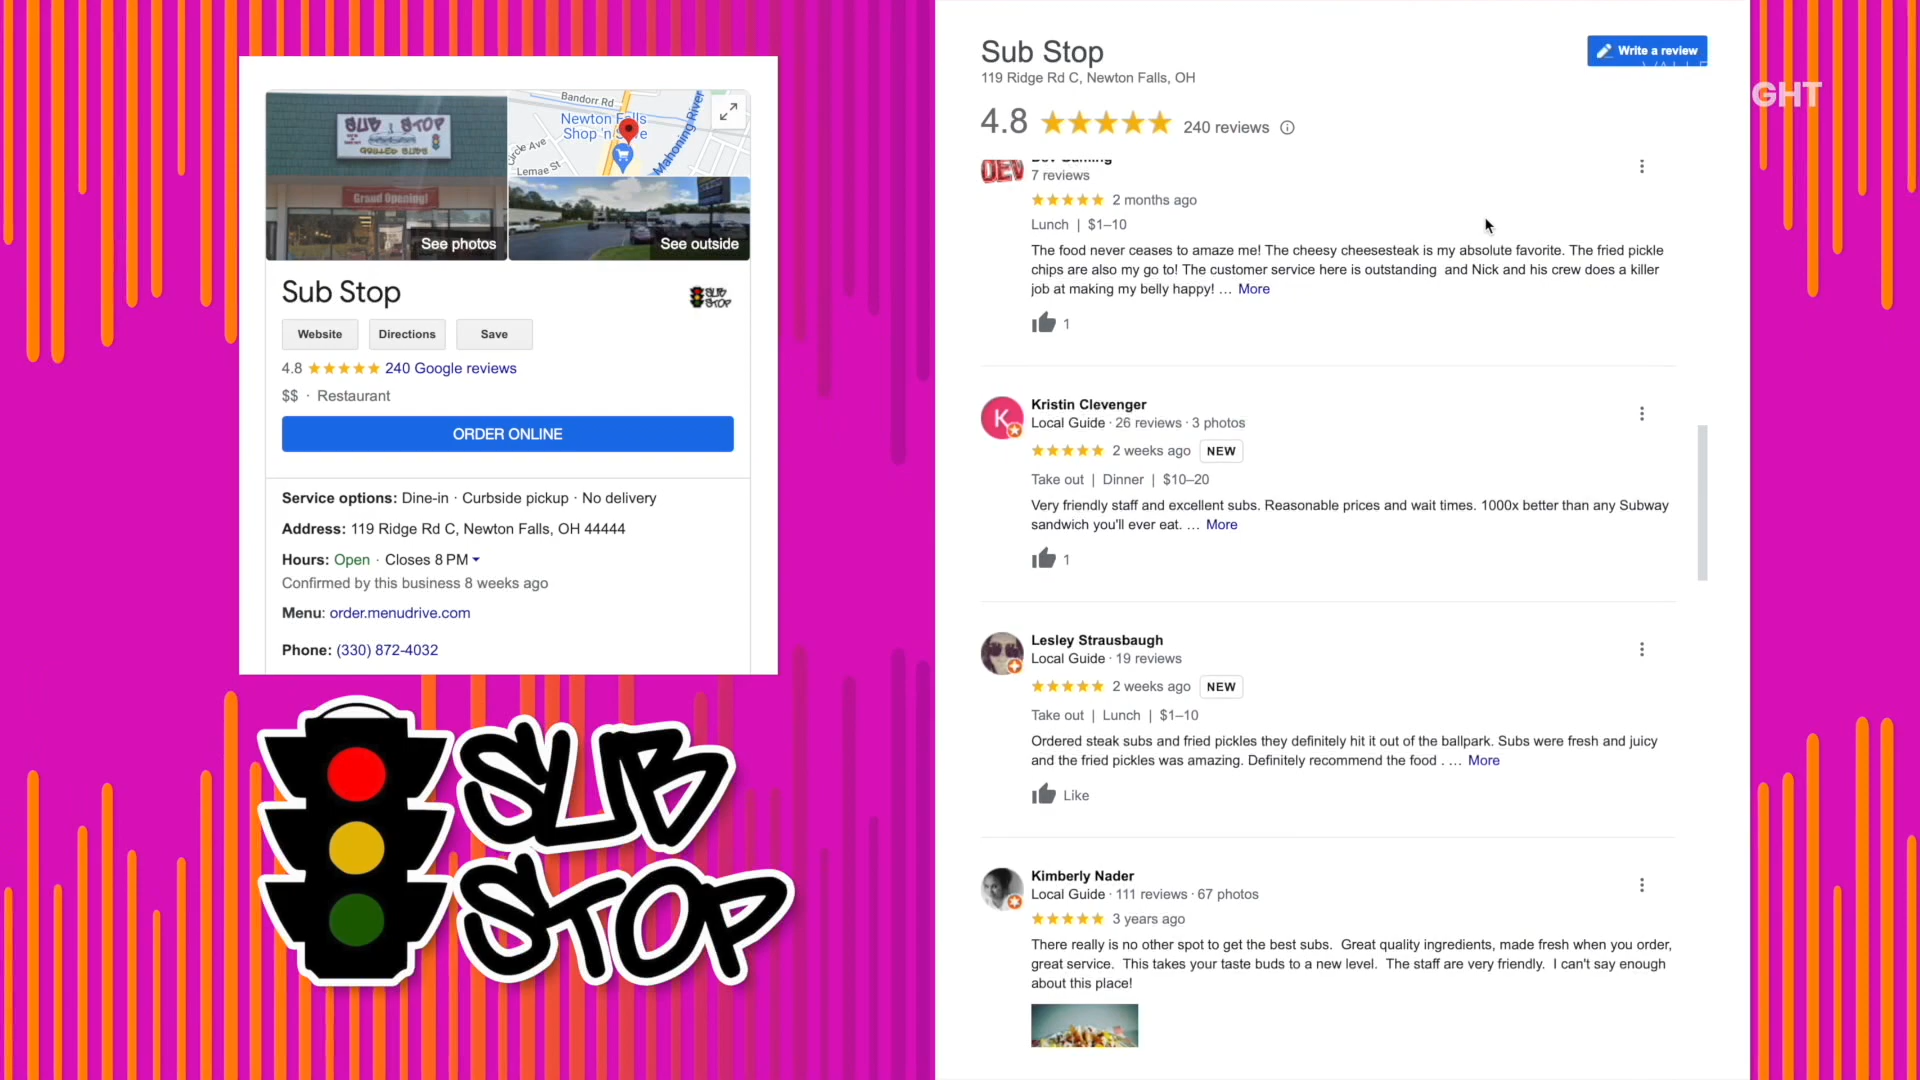 SUB STOP
Grand Opening!
See photos
Bandorr Rd
Newton Falls
Shop 'n Save
Circle Ave
Lemae St
Mahoning River
See outside
Sub Stop
SUB
STOP
Website
Directions
Save
4.8 ★★★★★ 240 Google reviews
$$ · Restaurant
ORDER ONLINE
Service options: Dine-in · Curbside pickup · No delivery
Address: 119 Ridge Rd C, Newton Falls, OH 44444
Hours: Open · Closes 8 PM
Confirmed by this business 8 weeks ago
Menu: order.menudrive.com
Phone: (330) 872-4032
SUB
STOP
Sub Stop
119 Ridge Rd C, Newton Falls, OH
Write a review
GHT
4.8 ★★★★★ 240 reviews
DEV
Dev Gaming
7 reviews
★★★★★ 2 months ago
Lunch | $1–10
The food never ceases to amaze me! The cheesy cheesesteak is my absolute favorite. The fried pickle
chips are also my go to! The customer service here is outstanding and Nick and his crew does a killer
job at making my belly happy! … More
1
K
Kristin Clevenger
Local Guide · 26 reviews · 3 photos
★★★★★ 2 weeks ago NEW
Take out | Dinner | $10–20
Very friendly staff and excellent subs. Reasonable prices and wait times. 1000x better than any Subway
sandwich you'll ever eat. … More
1
Lesley Strausbaugh
Local Guide · 19 reviews
★★★★★ 2 weeks ago NEW
Take out | Lunch | $1–10
Ordered steak subs and fried pickles they definitely hit it out of the ballpark. Subs were fresh and juicy
and the fried pickles was amazing. Definitely recommend the food . … More
Like
Kimberly Nader
Local Guide · 111 reviews · 67 photos
★★★★★ 3 years ago
There really is no other spot to get the best subs. Great quality ingredients, made fresh when you order,
great service. This takes your taste buds to a new level. The staff are very friendly. I can't say enough
about this place!